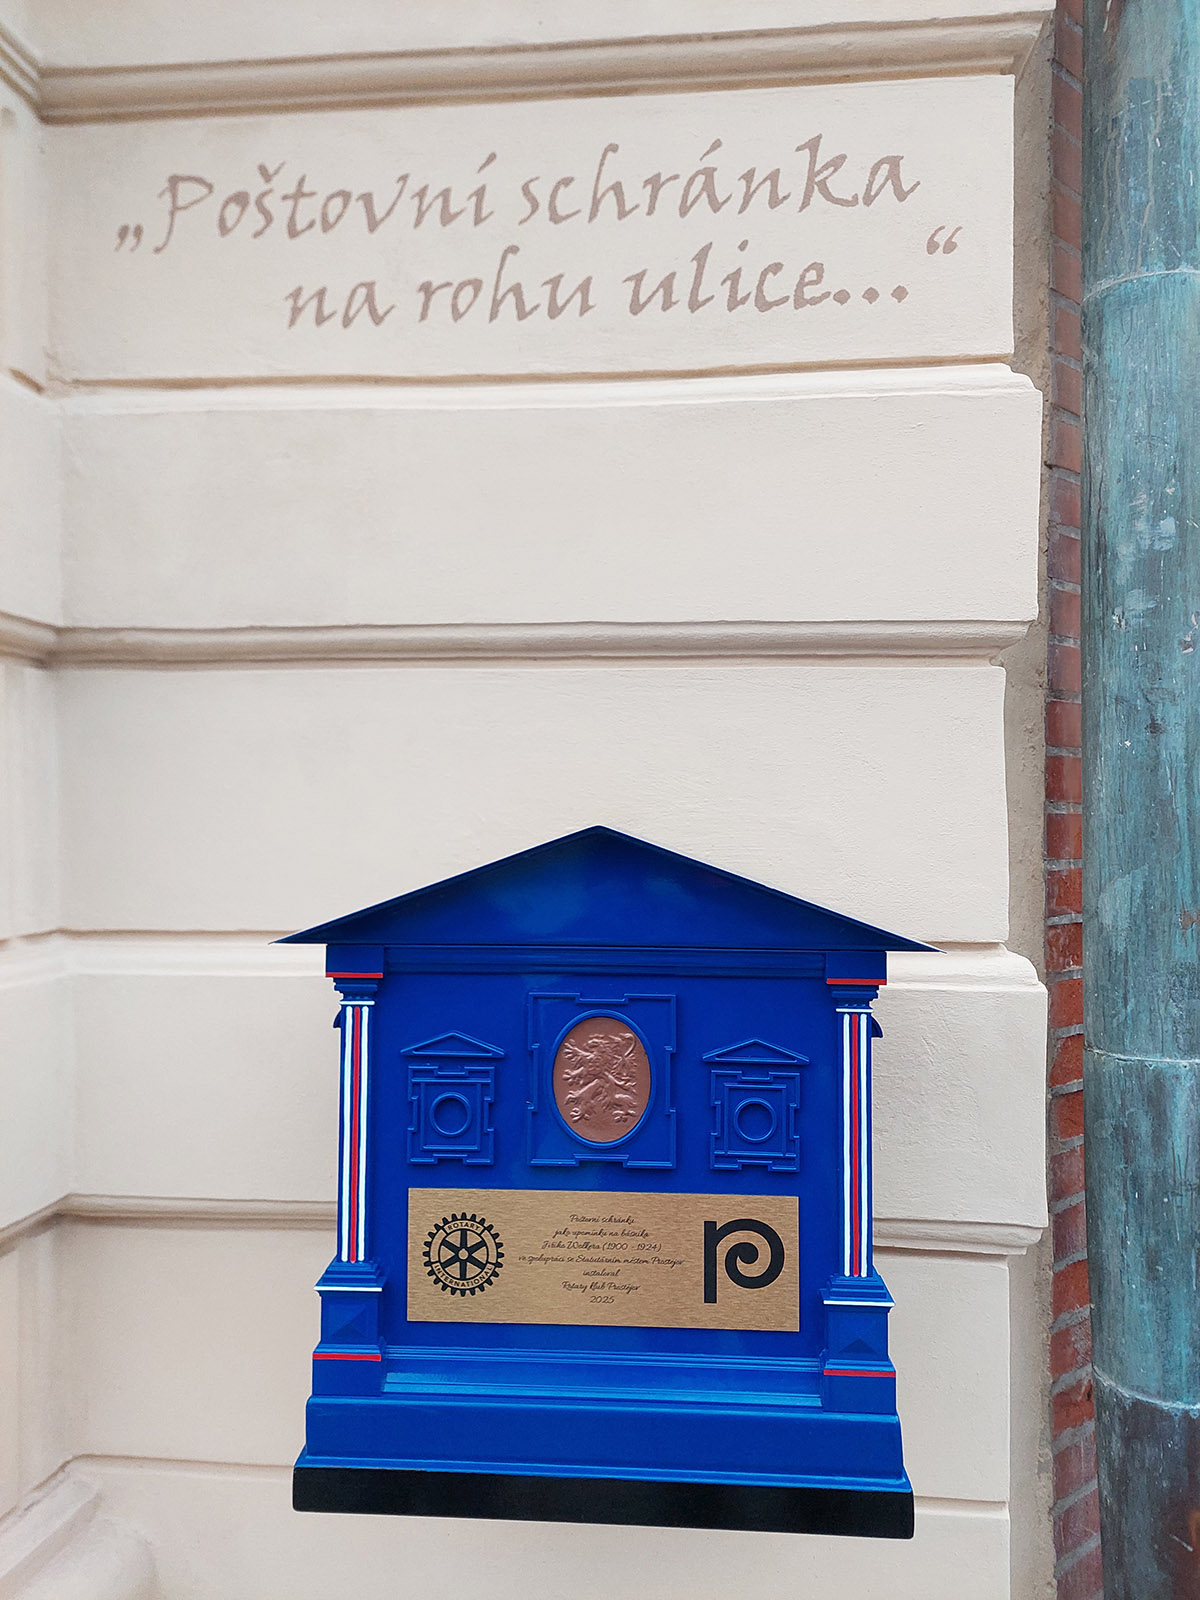 „Poštovní schránka
na rohu ulice...“
ROTARY
INTERNATIONAL
Poštovní schránku
jako upomínku na básníka
Jiřího Wolkera (1900 - 1924)
ve spolupráci se Statutárním městem Prostějov
instaloval
Rotary klub Prostějov
2025
p